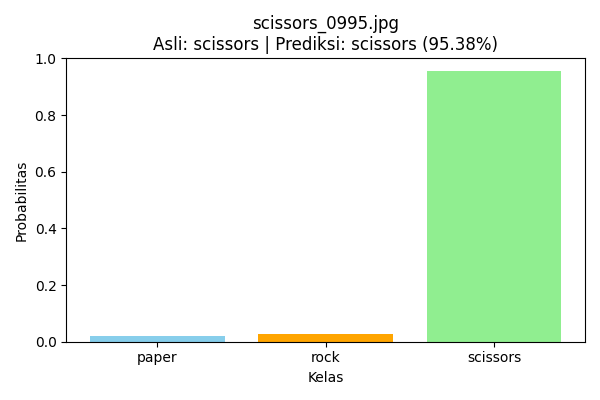 scissors_0995.jpg
Asli: scissors | Prediksi: scissors (95.38%)
Probabilitas
1.0
0.8
0.6
0.4
0.2
0.0
paper rock scissors
Kelas